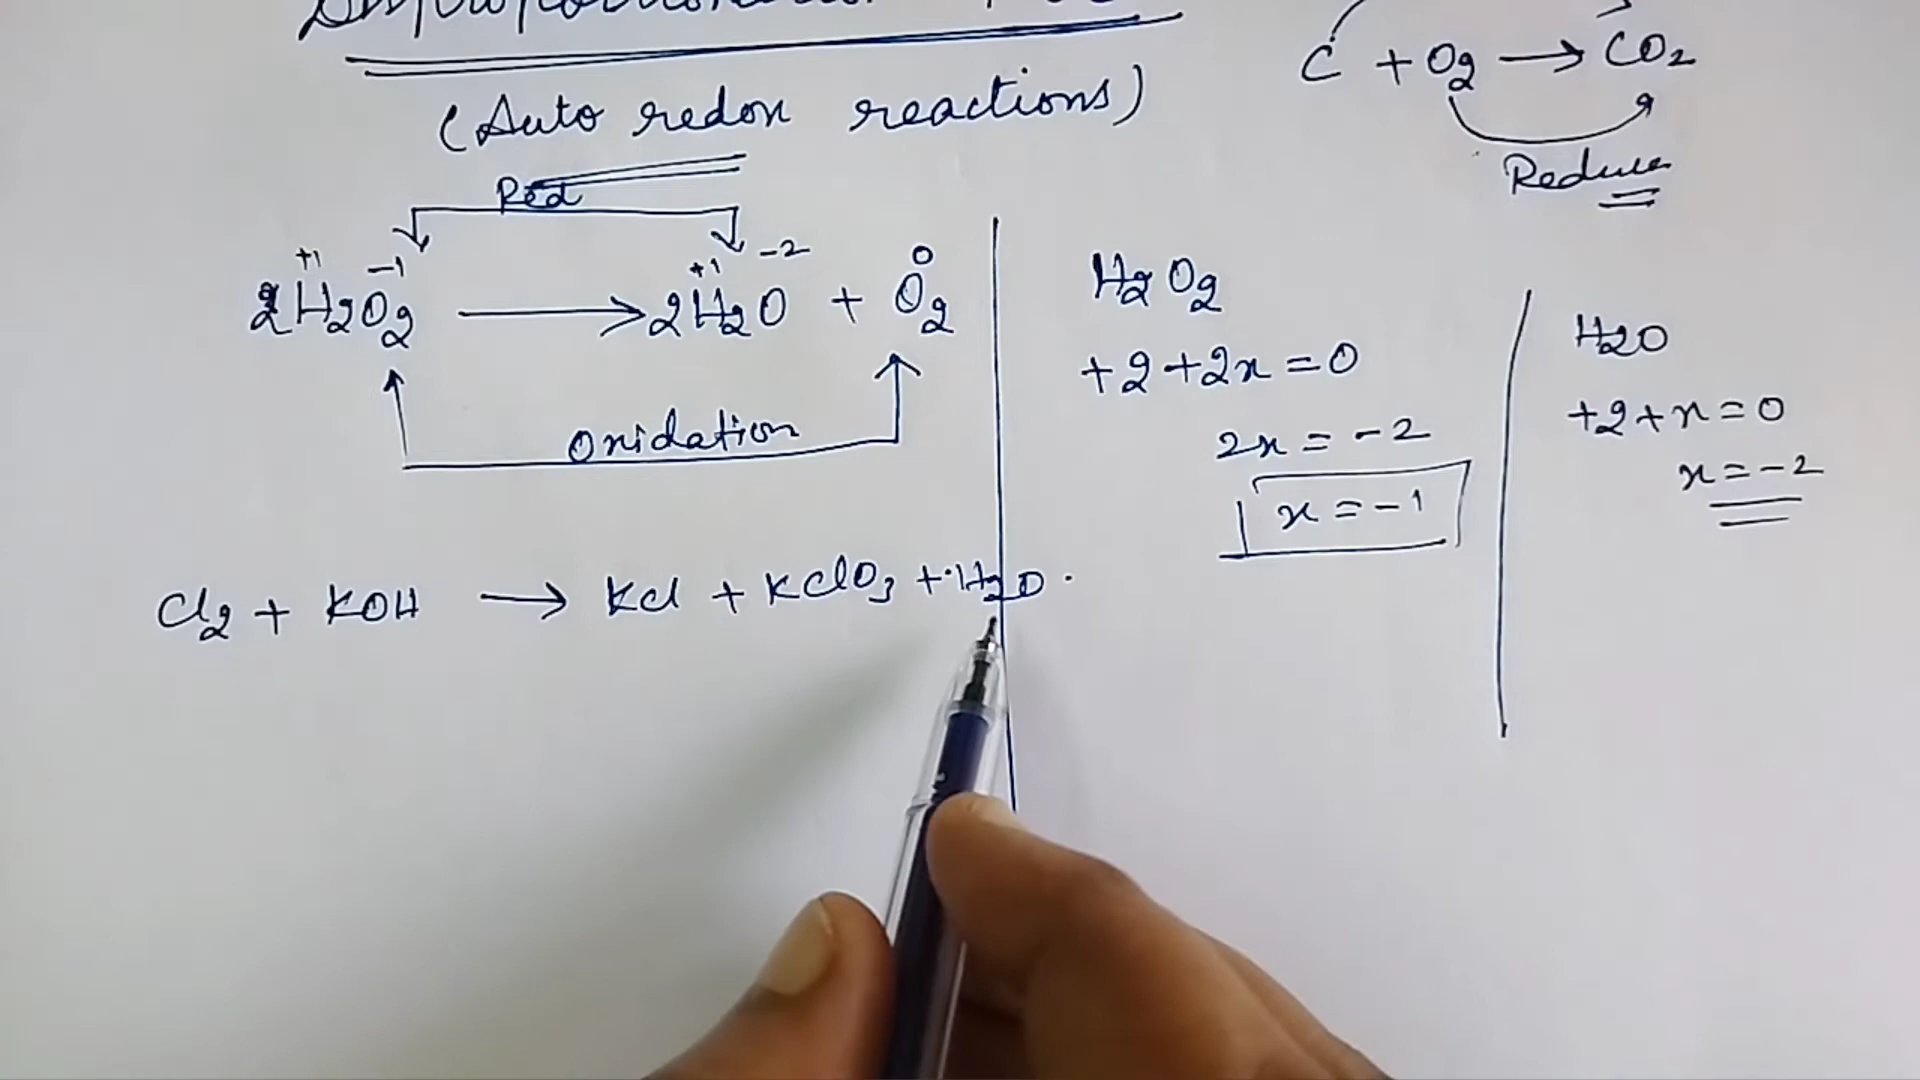 (Auto redox reactions)
Red
+1 -1 +1 -2 0
2H2O2 → 2H2O + O2
Oxidation
Cl2 + KOH → KCl + KClO3 + H2O .
C + O2 → CO2
Reduce
H2O2
+2+2x=0
2x=-2
x=-1
H2O
+2+x=0
x=-2